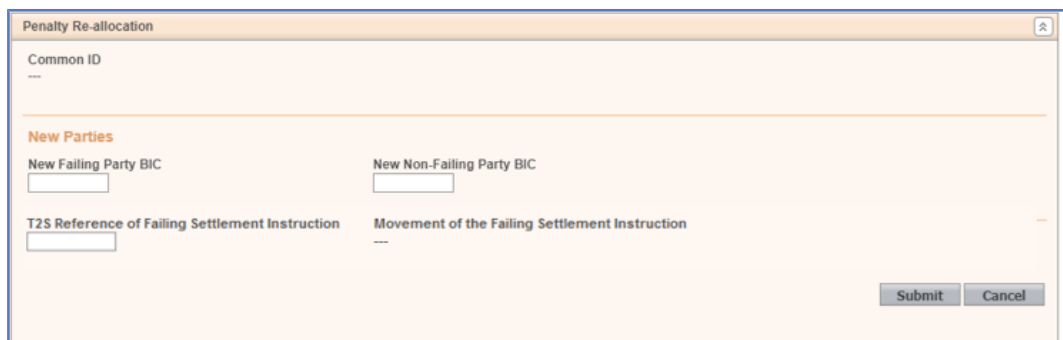 Penalty Re-allocation
Common ID
---
New Parties
New Failing Party BIC New Non-Failing Party BIC
T2S Reference of Failing Settlement Instruction Movement of the Failing Settlement Instruction
---
Submit Cancel